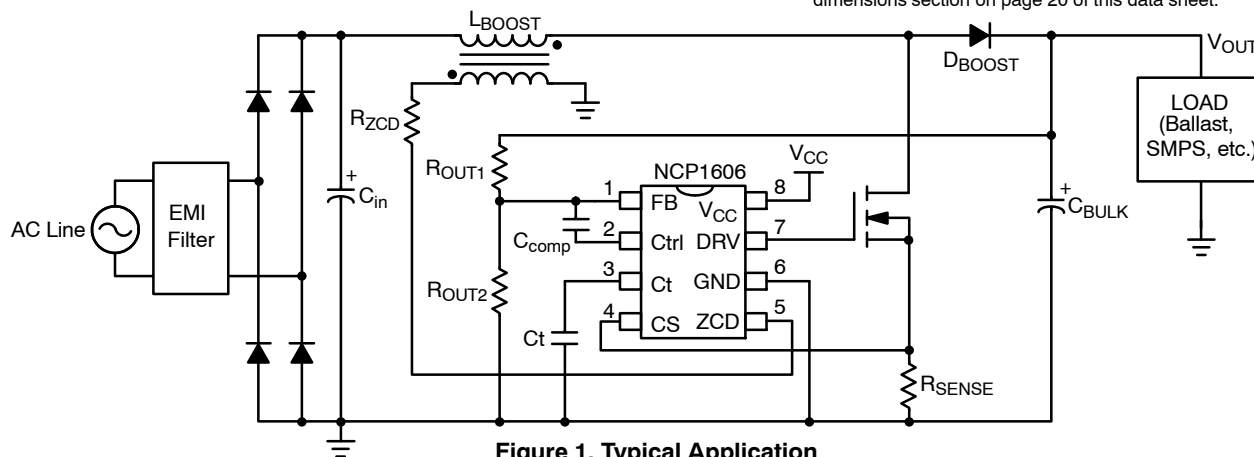 dimensions section on page 20 of this data sheet.
LBOOST
DBOOST
VOUT
LOAD
(Ballast,
SMPS, etc.)
RZCD
ROUT1
VCC
NCP1606
AC Line
EMI
Filter
+
Cin
Ccomp
1
FB
VCC
8
2
Ctrl
DRV
7
3
Ct
GND
6
4
CS
ZCD
5
+
CBULK
ROUT2
Ct
RSENSE
Figure 1. Typical Application